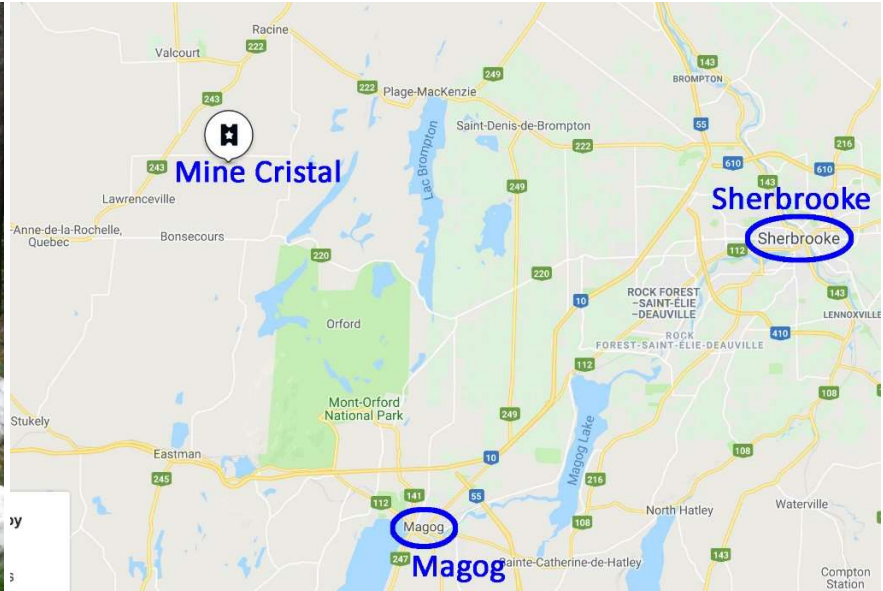 Racine
Valcourt
222
243
222
Plage-MacKenzie
249
143
BROMPTON
243
Mine Cristal
Lac Brompton
Saint-Denis-de-Brompton
222
55
216
610
610
249
143
Lawrenceville
Sherbrooke
-Anne-de-la-Rochelle,
Quebec
Bonsecours
Sherbrooke
112
220
220
10
ROCK FOREST
-SAINT-ÉLIE
-DEAUVILLE
143
LENNOXVILLE
Orford
ROCK
FOREST-SAINT-ÉLIE-DEAUVILLE
410
112
108
Mont-Orford
National Park
249
Stukely
Magog Lake
Eastman
10
108
245
112
141
55
216
by
Magog
108
North Hatley
Waterville
247
Magog
Sainte-Catherine-de-Hatley
143
Compton
Station
s